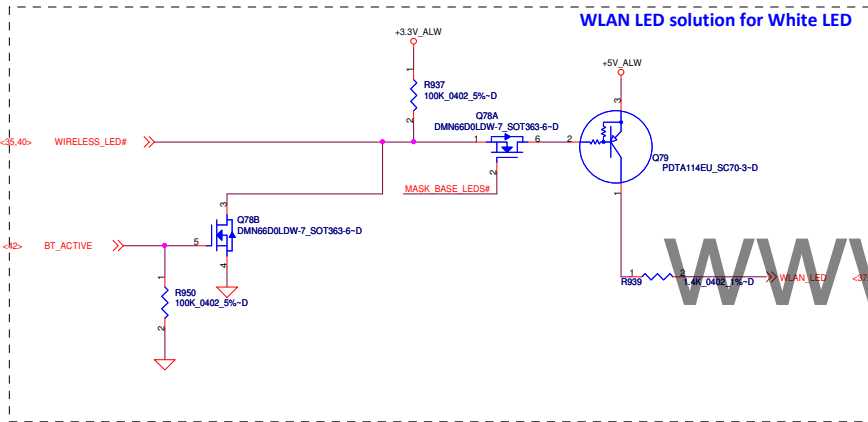 WLAN LED solution for White LED
+3.3V_ALW
+5V_ALW
1
R937
100K_0402_5%~D
2
Q78A
DMN66D0LDW-7_SOT363-6~D
3
<35,40> WIRELESS_LED#
1
6
2
2
Q79
PDTA114EU_SC70-3~D
MASK_BASE_LEDS#
1
3
Q78B
DMN66D0LDW-7_SOT363-6~D
<42> BT_ACTIVE
5
4
1
R950
100K_0402_5%~D
2
1
2
R939
1.4K_0402_1%~D
WLAN_LED
<37
WWW